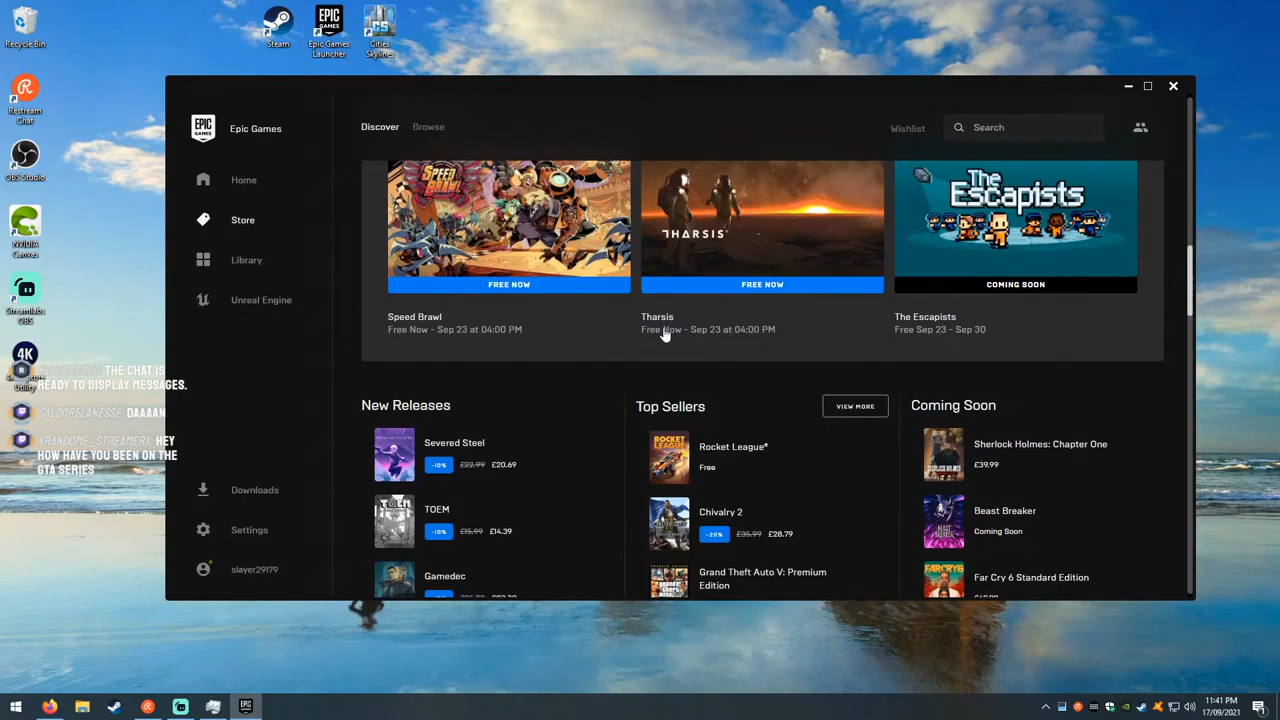 Recycle Bin
Steam
Epic Games
Launcher
Cities
Skylines
Restream
Chat
OBS Studio
NVIDIA
Canvas
Streamlabs
OBS
4K
Utility
THE CHAT IS
READY TO DISPLAY MESSAGES.
GALDORELANESSE: DAAAAN
XRANDOME_STREAMERX: HEY
HOW HAVE YOU BEEN ON THE
GTA SERIES
EPIC
GAMES
Epic Games
Home
Store
Library
Unreal Engine
Downloads
Settings
slayer29179
Discover
Browse
Wishlist
Search
SPEED BRAWL
THARSIS
The Escapists
FREE NOW
FREE NOW
COMING SOON
Speed Brawl
Free Now - Sep 23 at 04:00 PM
Tharsis
Free Now - Sep 23 at 04:00 PM
The Escapists
Free Sep 23 - Sep 30
New Releases
Severed Steel
-10% £22.99 £20.69
TOEM
-10% £15.99 £14.39
Gamedec
Top Sellers
VIEW MORE
Rocket League®
Free
Chivalry 2
-20% £35.99 £28.79
Grand Theft Auto V: Premium
Edition
Coming Soon
Sherlock Holmes: Chapter One
£39.99
Beast Breaker
Coming Soon
Far Cry 6 Standard Edition
11:41 PM
17/09/2021